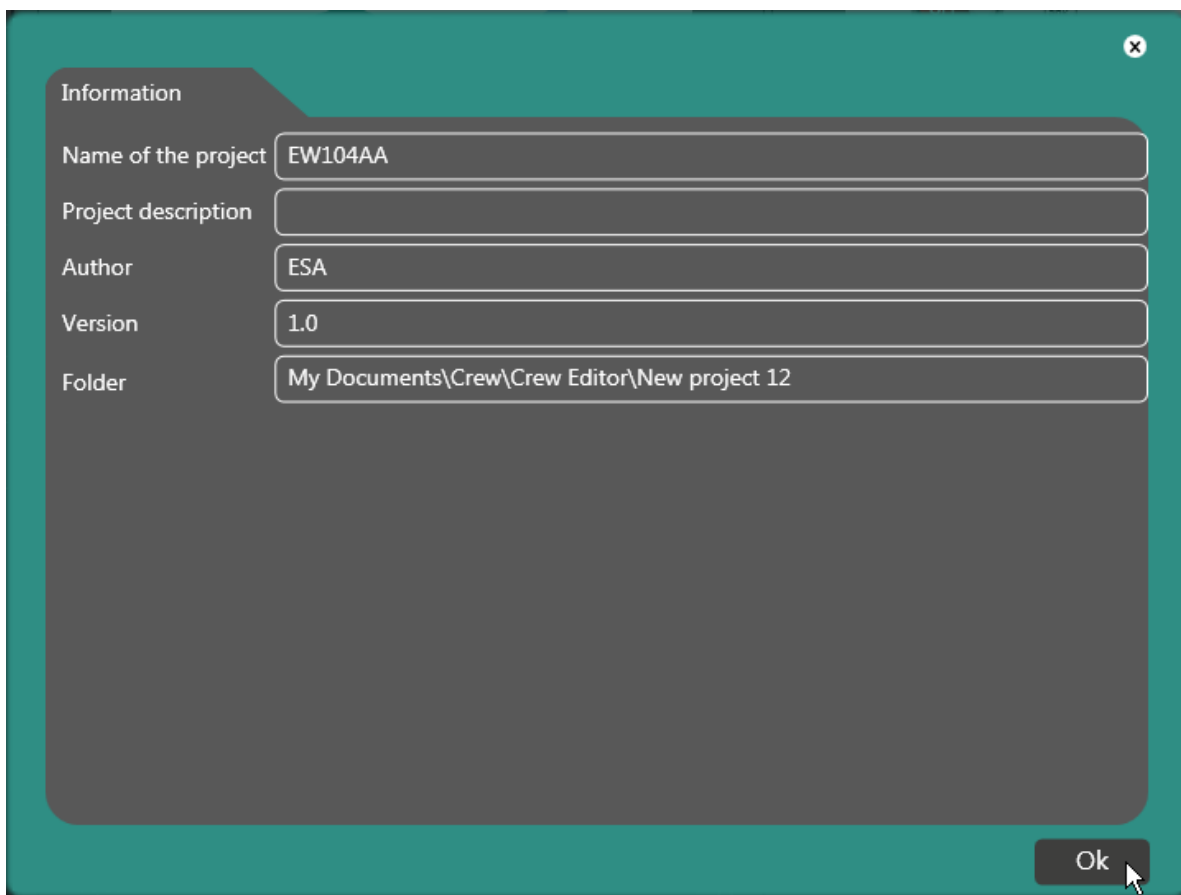 Information
Name of the project EW104AA
Project description
Author ESA
Version 1.0
Folder My Documents\Crew\Crew Editor\New project 12
Ok